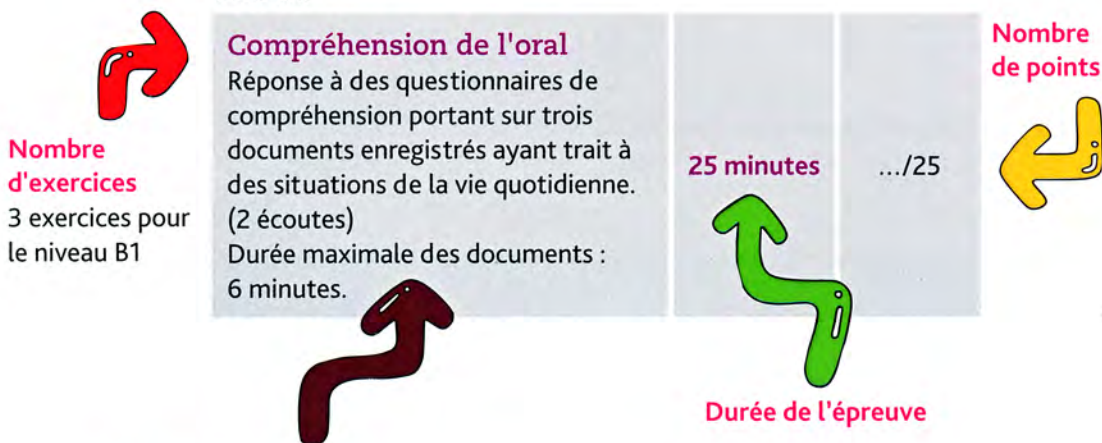 Compréhension de l'oral
Réponse à des questionnaires de
compréhension portant sur trois
documents enregistrés ayant trait à
des situations de la vie quotidienne.
(2 écoutes)
Durée maximale des documents :
6 minutes.
25 minutes
.../25
Nombre
de points
Nombre
d'exercices
3 exercices pour
le niveau B1
Durée de l'épreuve